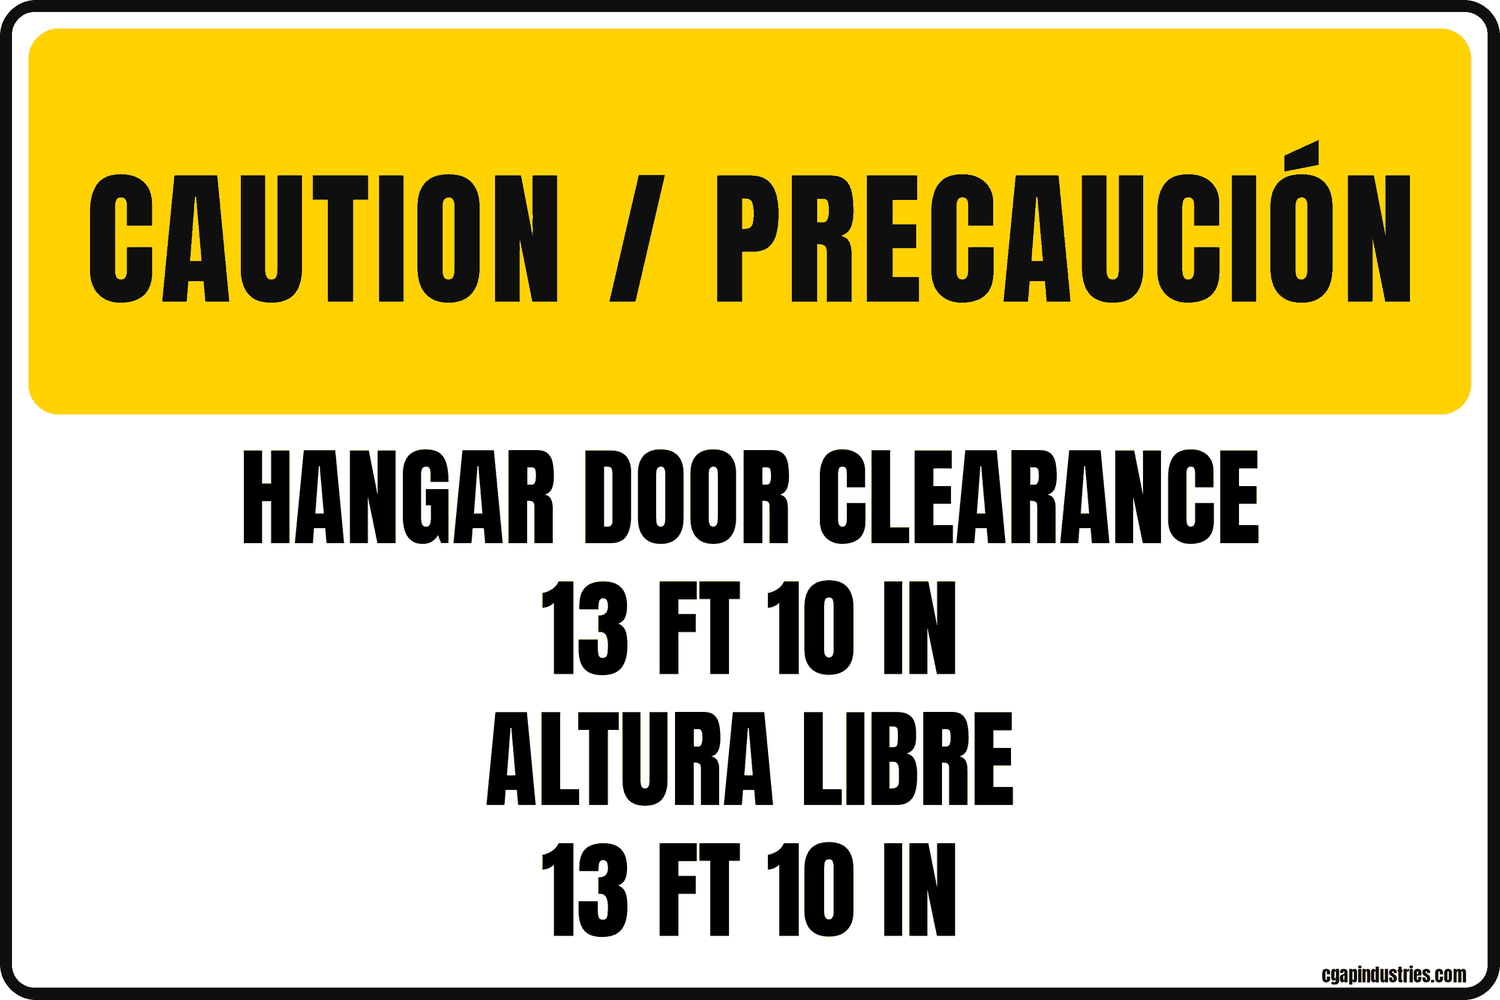 CAUTION / PRECAUCIÓN
HANGAR DOOR CLEARANCE
13 FT 10 IN
ALTURA LIBRE
13 FT 10 IN
cgapindustries.com